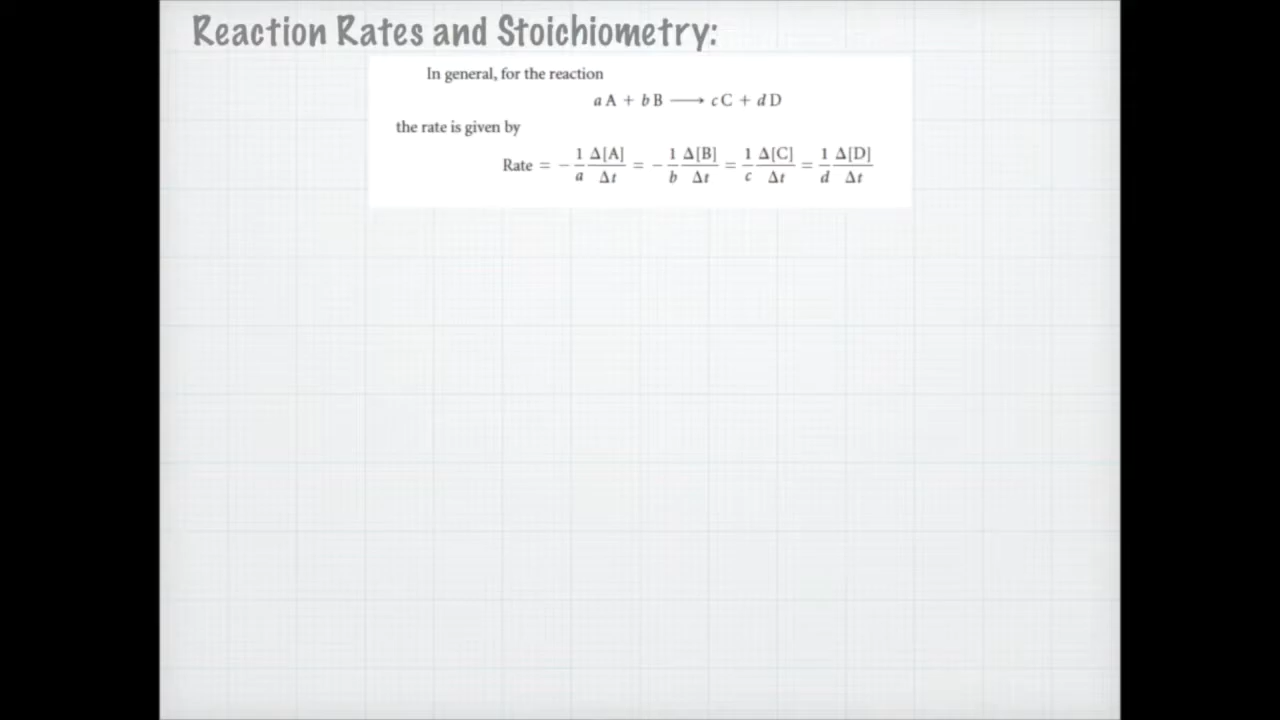 Reaction Rates and Stoichiometry:
In general, for the reaction
a A + b B ⟶ c C + d D
the rate is given by
Rate = − 1/a Δ[A]/Δt = − 1/b Δ[B]/Δt = 1/c Δ[C]/Δt = 1/d Δ[D]/Δt